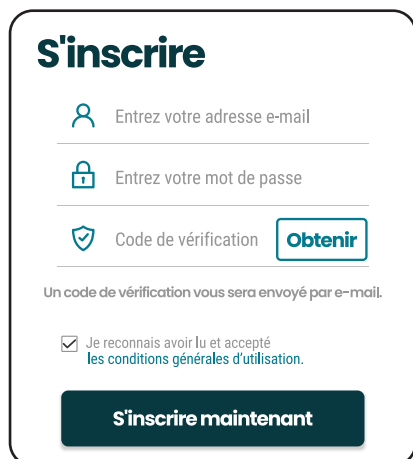 S'inscrire
Entrez votre adresse e-mail
Entrez votre mot de passe
Code de vérification Obtenir
Un code de vérification vous sera envoyé par e-mail.
Je reconnais avoir lu et accepté
les conditions générales d'utilisation.
S'inscrire maintenant